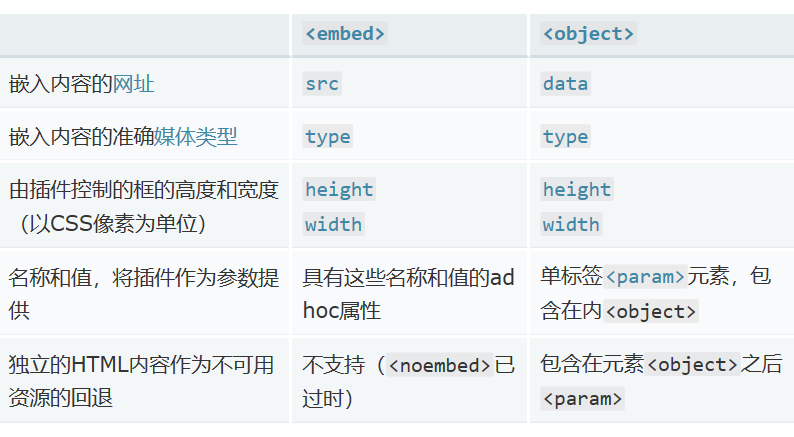 <embed>
<object>
嵌入内容的网址
src
data
嵌入内容的准确媒体类型
type
type
由插件控制的框的高度和宽度
（以CSS像素为单位）
height
width
height
width
名称和值，将插件作为参数提
供
具有这些名称和值的ad
hoc属性
单标签<param>元素，包
含在内<object>
独立的HTML内容作为不可用
资源的回退
不支持（<noembed>已
过时）
包含在元素<object>之后
<param>